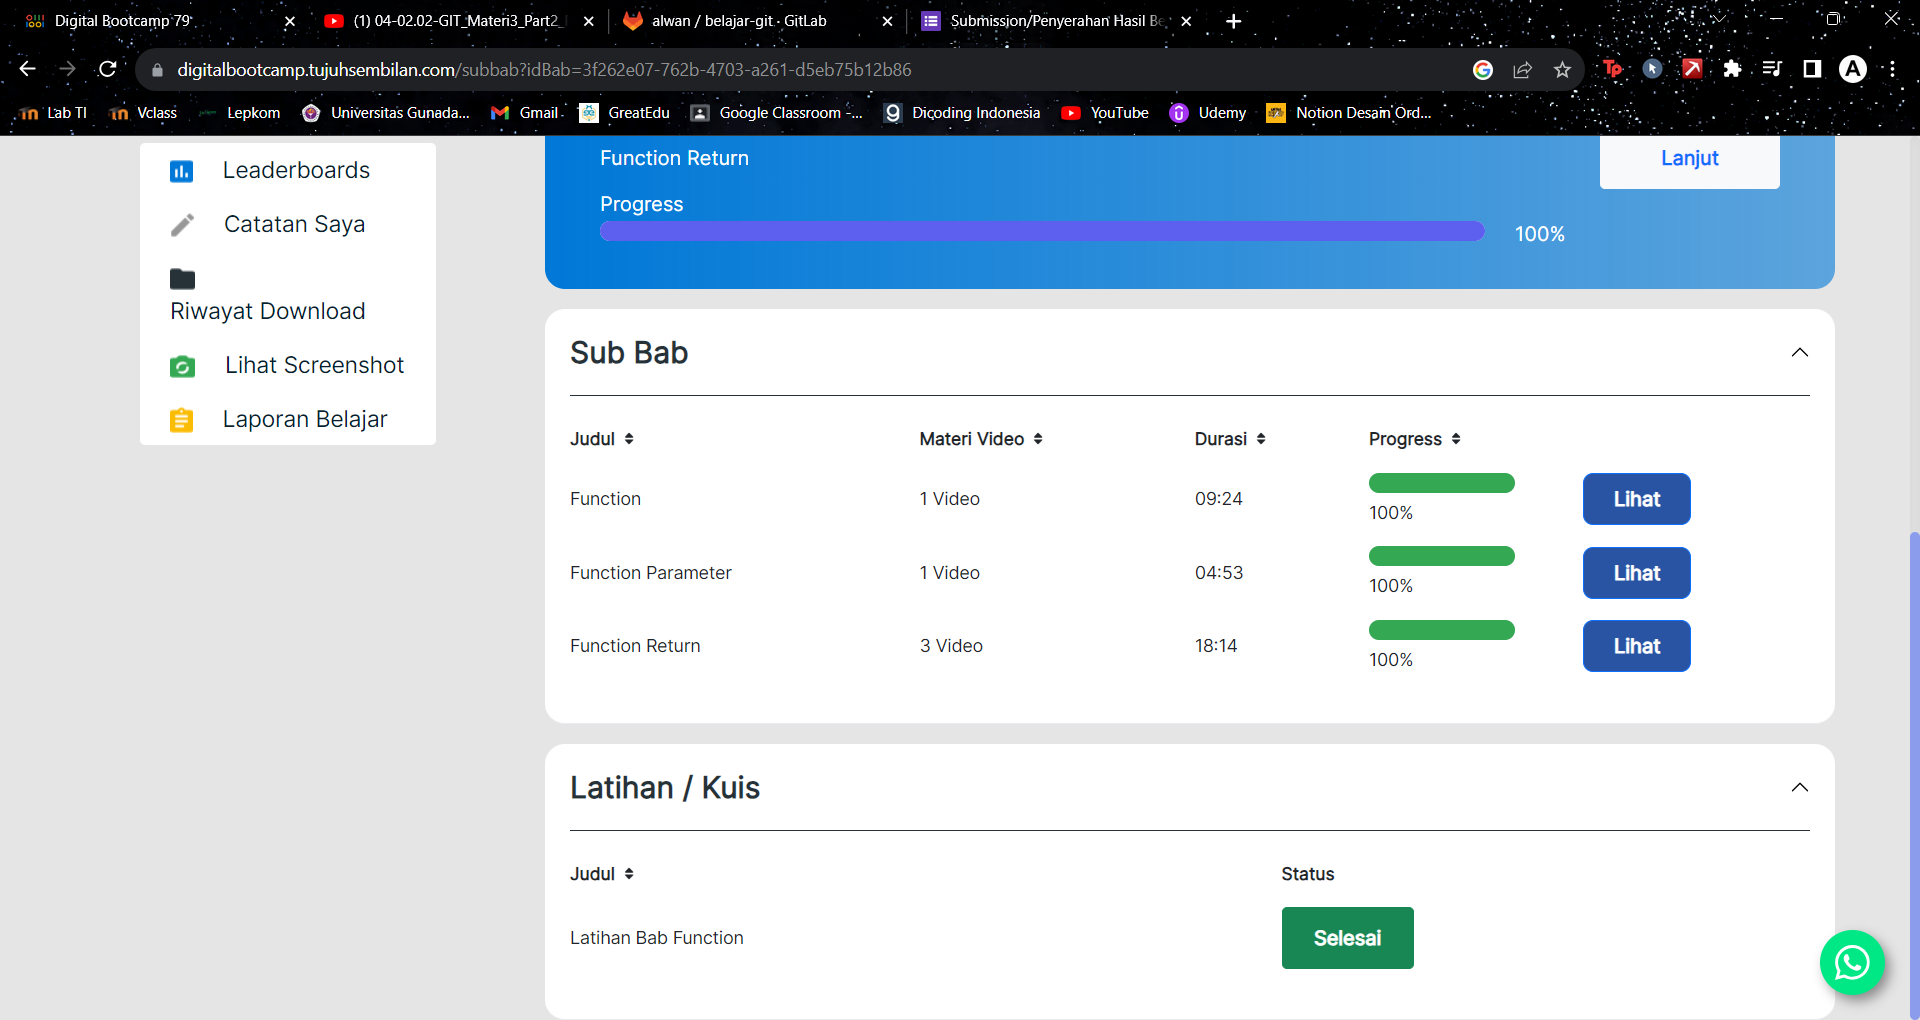 Digital Bootcamp 79
(1) 04-02.02-GIT_Materi3_Part2_
alwan / belajar-git · GitLab
Submission/Penyerahan Hasil Be
digitalbootcamp.tujuhsembilan.com/subbab?idBab=3f262e07-762b-4703-a261-d5eb75b12b86
Lab TI
Vclass
Lepkom
Universitas Gunada...
Gmail
GreatEdu
Google Classroom -...
Dicoding Indonesia
YouTube
Udemy
Notion Desain Ord...
Leaderboards
Catatan Saya
Riwayat Download
Lihat Screenshot
Laporan Belajar
Function Return
Lanjut
Progress
100%
Sub Bab
Judul Materi Video Durasi Progress
Function 1 Video 09:24 100% Lihat
Function Parameter 1 Video 04:53 100% Lihat
Function Return 3 Video 18:14 100% Lihat
Latihan / Kuis
Judul Status
Latihan Bab Function Selesai